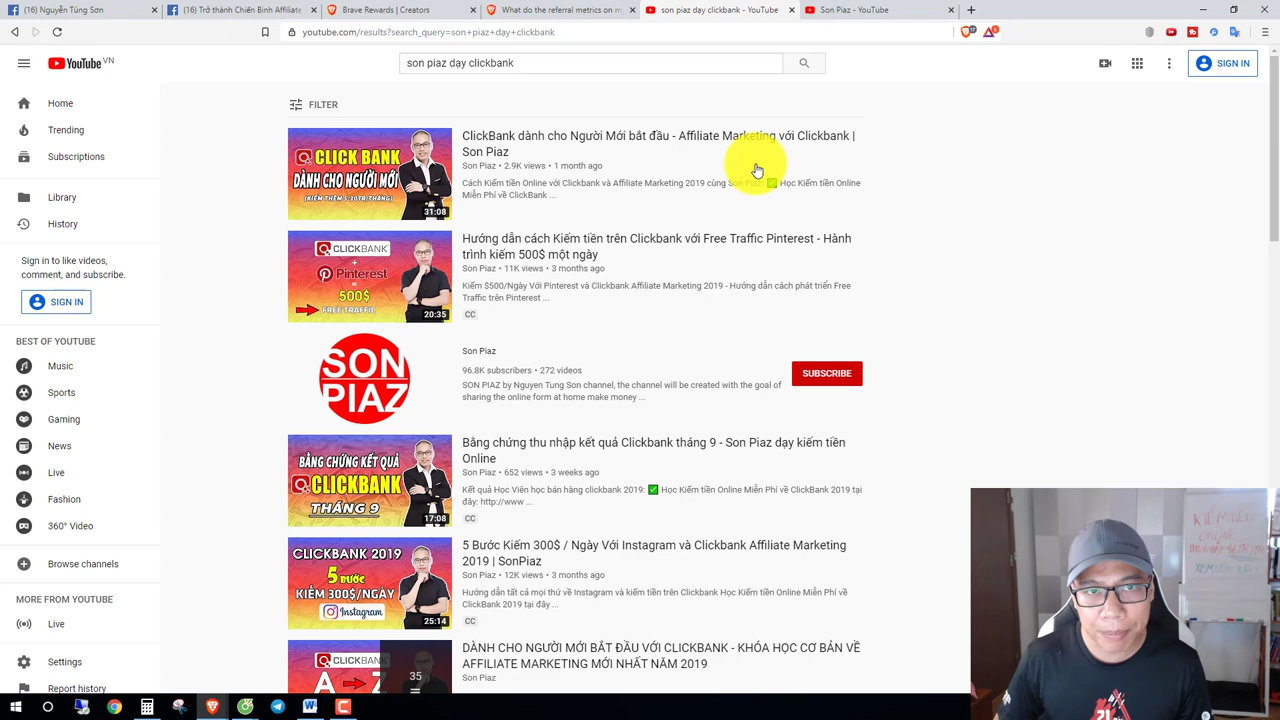 (16) Nguyễn Tùng Sơn
(16) Trở thành Chiến Binh Affiliate
Brave Rewards | Creators
What do the referral metrics on m
son piaz dạy clickbank - YouTube
Son Piaz - YouTube
youtube.com/results?search_query=son+piaz+dạy+clickbank
YouTube VN
son piaz dạy clickbank
SIGN IN
Home
Trending
Subscriptions
Library
History
Sign in to like videos,
comment, and subscribe.
SIGN IN
BEST OF YOUTUBE
Music
Sports
Gaming
News
Live
Fashion
360° Video
Browse channels
MORE FROM YOUTUBE
Live
Settings
Report history
FILTER
CLICK BANK
DÀNH CHO NGƯỜI MỚI
(KIẾM THÊM 5-10TR/THÁNG)
31:08
ClickBank dành cho Người Mới bắt đầu - Affiliate Marketing với Clickbank |
Son Piaz
Son Piaz • 2.9K views • 1 month ago
Cách Kiếm tiền Online với Clickbank và Affiliate Marketing 2019 cùng Son Piaz ✅ Học Kiếm tiền Online
Miễn Phí về ClickBank ...
CLICKBANK
+
Pinterest
=
500$
FREE TRAFFIC
20:35
Hướng dẫn cách Kiếm tiền trên Clickbank với Free Traffic Pinterest - Hành
trình kiếm 500$ một ngày
Son Piaz • 11K views • 3 months ago
Kiếm $500/Ngày Với Pinterest và Clickbank Affiliate Marketing 2019 - Hướng dẫn cách phát triển Free
Traffic trên Pinterest ...
CC
SON
PIAZ
Son Piaz
96.8K subscribers • 272 videos
SON PIAZ by Nguyen Tung Son channel, the channel will be created with the goal of
sharing the online form at home make money ...
SUBSCRIBE
BẰNG CHỨNG KẾT QUẢ
CLICKBANK
THÁNG 9
17:08
Bằng chứng thu nhập kết quả Clickbank tháng 9 - Son Piaz dạy kiếm tiền
Online
Son Piaz • 652 views • 3 weeks ago
Kết quả Học Viên học bán hàng clickbank 2019: ✅ Học Kiếm tiền Online Miễn Phí về ClickBank 2019 tại
đây: http://www ...
CC
CLICKBANK 2019
5 BƯỚC
KIẾM 300$/NGÀY
Instagram
25:14
5 Bước Kiếm 300$ / Ngày Với Instagram và Clickbank Affiliate Marketing
2019 | SonPiaz
Son Piaz • 12K views • 3 months ago
Hướng dẫn tất cả mọi thứ về Instagram và kiếm tiền trên Clickbank Học Kiếm tiền Online Miễn Phí về
ClickBank 2019 tại đây ...
CC
CLICKBANK
A
35
DÀNH CHO NGƯỜI MỚI BẮT ĐẦU VỚI CLICKBANK - KHÓA HỌC CƠ BẢN VỀ
AFFILIATE MARKETING MỚI NHẤT NĂM 2019
Son Piaz
KIẾM TIỀN
ONLINE
21